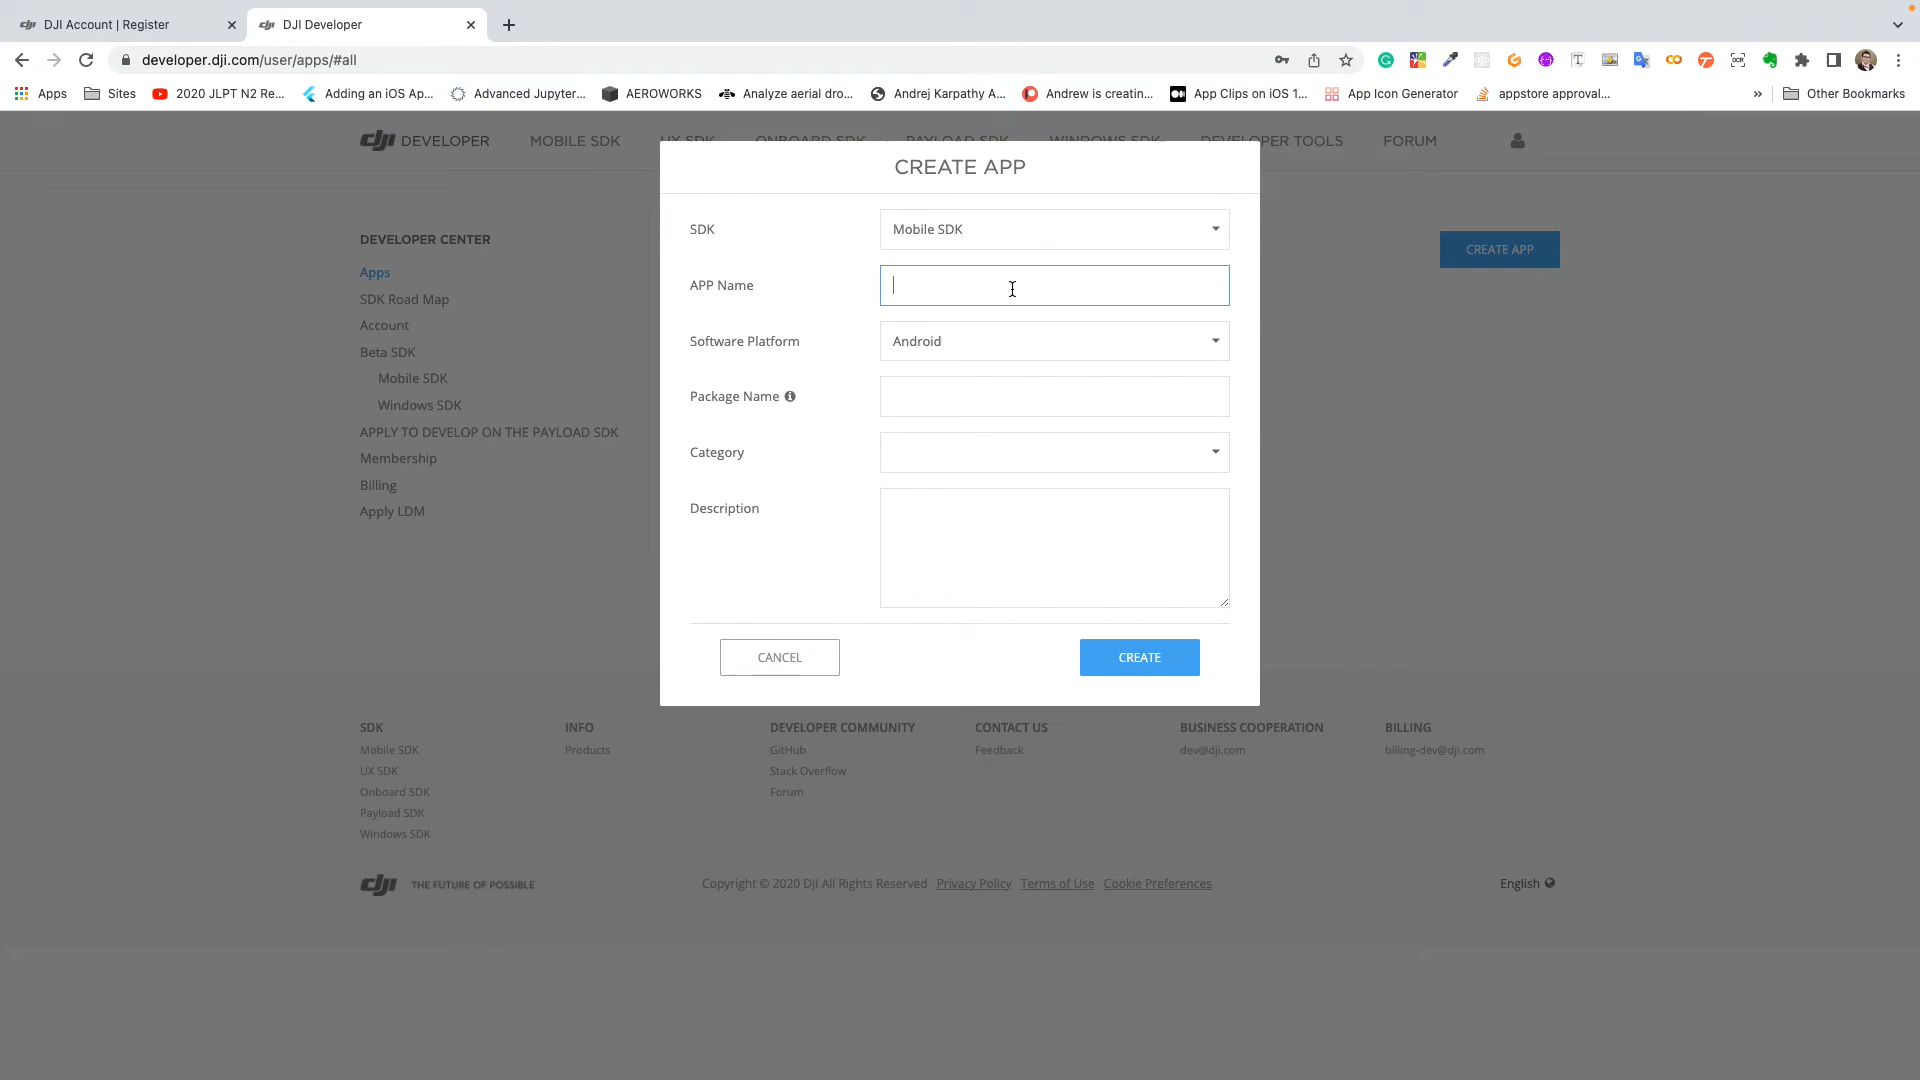 DJI Account | Register
DJI Developer
developer.dji.com/user/apps/#all
Apps
Sites
2020 JLPT N2 Re...
Adding an iOS Ap...
Advanced Jupyter...
AEROWORKS
Analyze aerial dro...
Andrej Karpathy A...
Andrew is creatin...
App Clips on iOS 1...
App Icon Generator
appstore approval...
»
Other Bookmarks
dji DEVELOPER
MOBILE SDK
UX SDK
ONBOARD SDK
PAYLOAD SDK
WINDOWS SDK
DEVELOPER TOOLS
FORUM
CREATE APP
SDK
Mobile SDK
APP Name
Software Platform
Android
Package Name
Category
Description
CANCEL
CREATE
DEVELOPER CENTER
Apps
SDK Road Map
Account
Beta SDK
Mobile SDK
Windows SDK
APPLY TO DEVELOP ON THE PAYLOAD SDK
Membership
Billing
Apply LDM
CREATE APP
SDK
Mobile SDK
UX SDK
Onboard SDK
Payload SDK
Windows SDK
INFO
Products
DEVELOPER COMMUNITY
GitHub
Stack Overflow
Forum
CONTACT US
Feedback
BUSINESS COOPERATION
dev@dji.com
BILLING
billing-dev@dji.com
dji THE FUTURE OF POSSIBLE
Copyright © 2020 DJI All Rights Reserved Privacy Policy Terms of Use Cookie Preferences
English